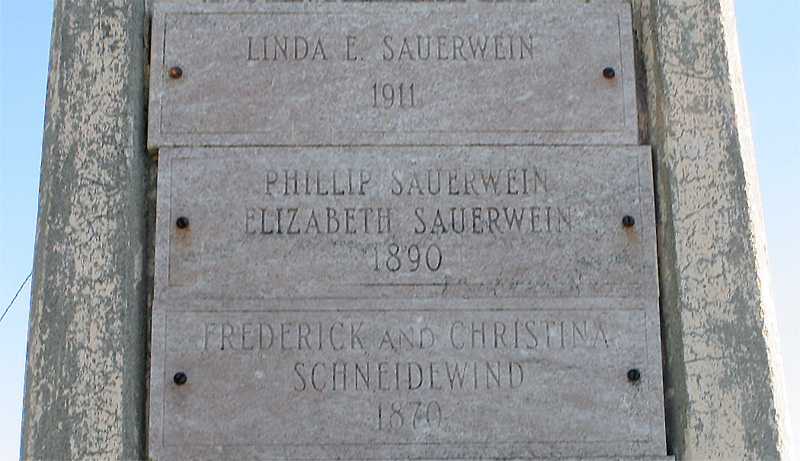 LINDA E. SAUERWEIN
1911
PHILLIP SAUERWEIN
ELIZABETH SAUERWEIN
1890
FREDERICK AND CHRISTINA
SCHNEIDEWIND
1870